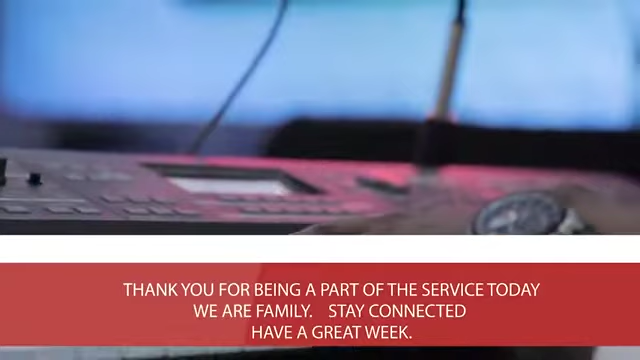 THANK YOU FOR BEING A PART OF THE SERVICE TODAY
WE ARE FAMILY. STAY CONNECTED
HAVE A GREAT WEEK.